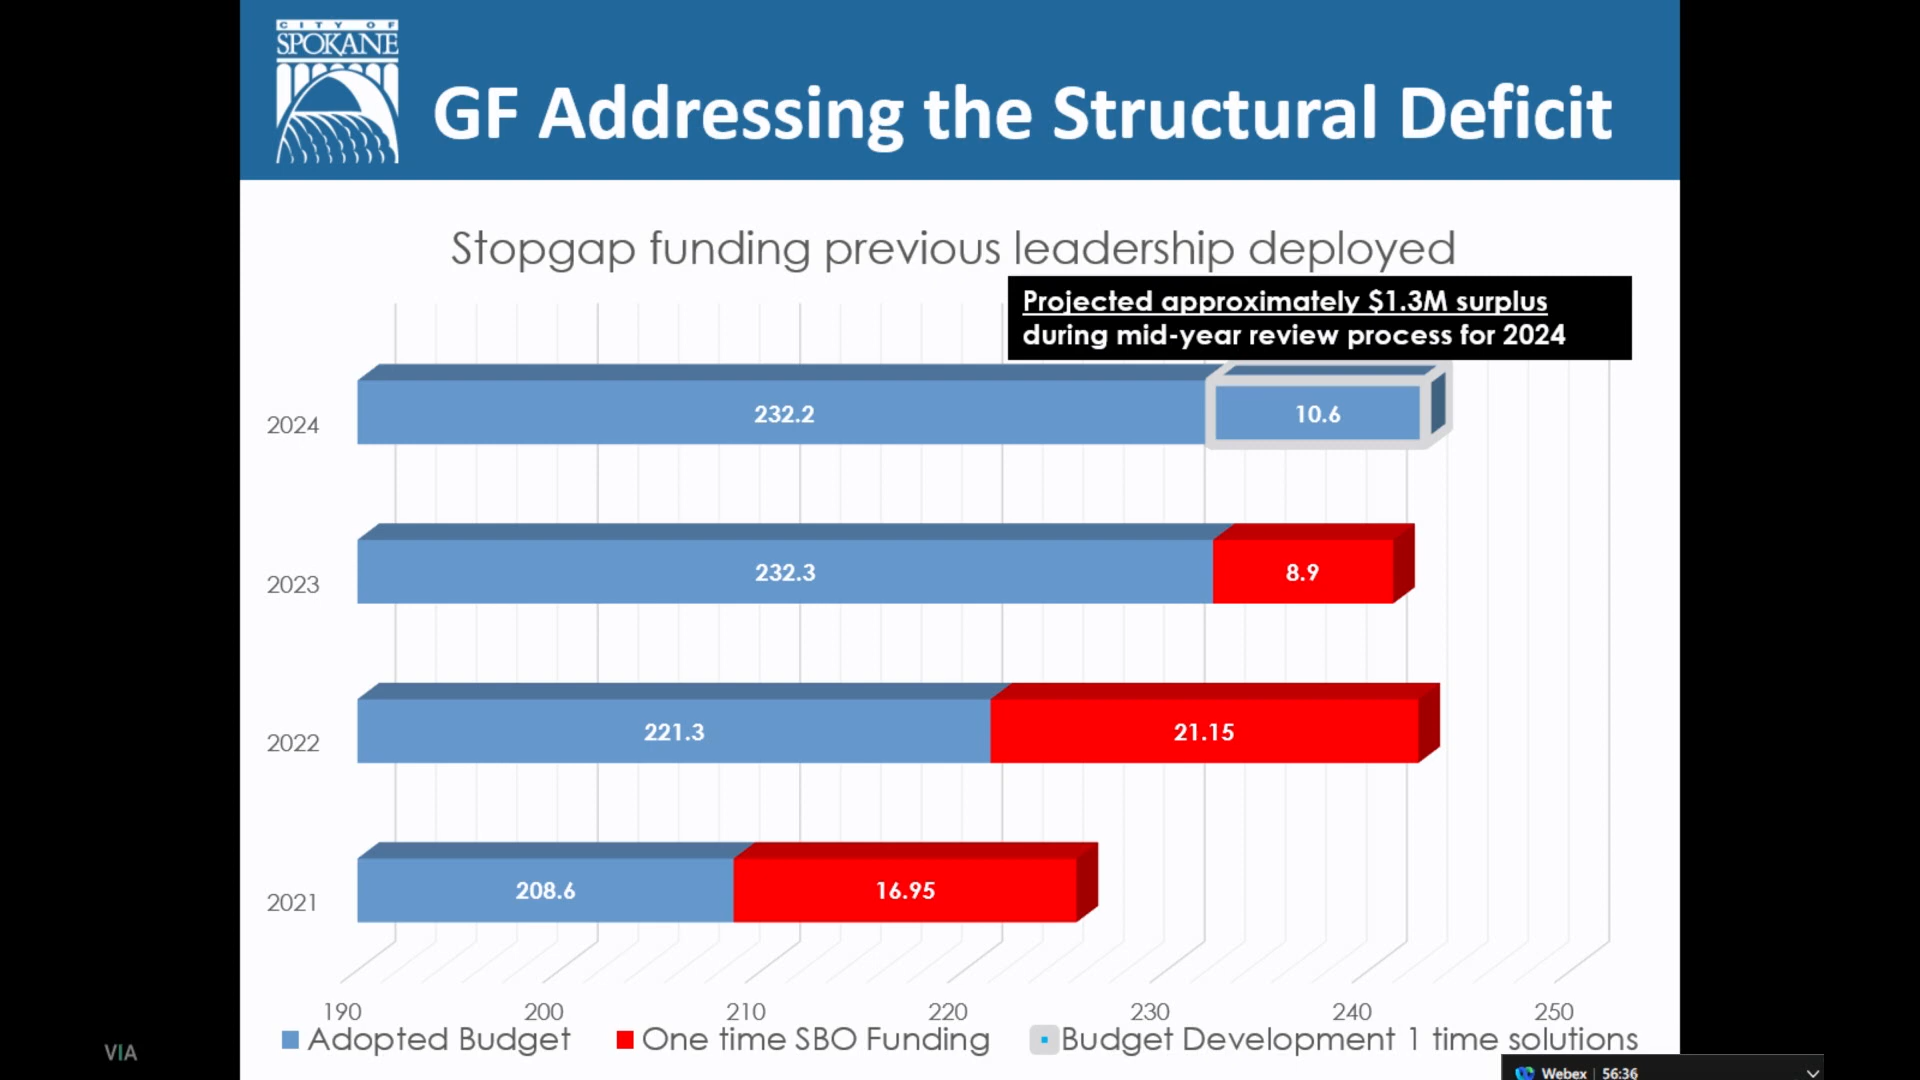 CITY OF
SPOKANE
GF Addressing the Structural Deficit
Stopgap funding previous leadership deployed
Projected approximately $1.3M surplus
during mid-year review process for 2024
2024
232.2
10.6
2023
232.3
8.9
2022
221.3
21.15
2021
208.6
16.95
190 200 210 220 230 240 250
Adopted Budget One time SBO Funding Budget Development 1 time solutions
VIA
Webex | 56:36